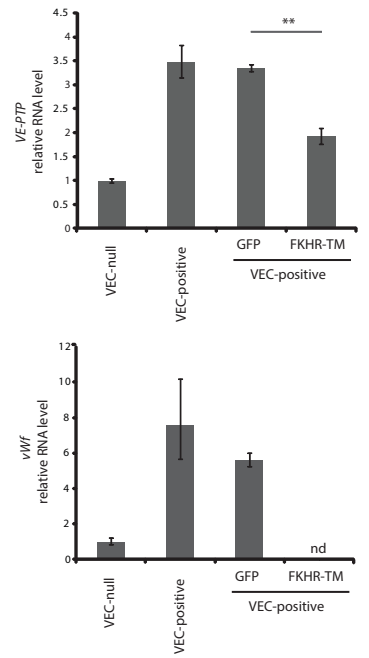 VE-PTP
relative RNA level
4.5
4
3.5
3
2.5
2
1.5
1
0.5
0
**
VEC-null
VEC-positive
GFP
FKHR-TM
VEC-positive
vWf
relative RNA level
12
10
8
6
4
2
0
nd
VEC-null
VEC-positive
GFP
FKHR-TM
VEC-positive